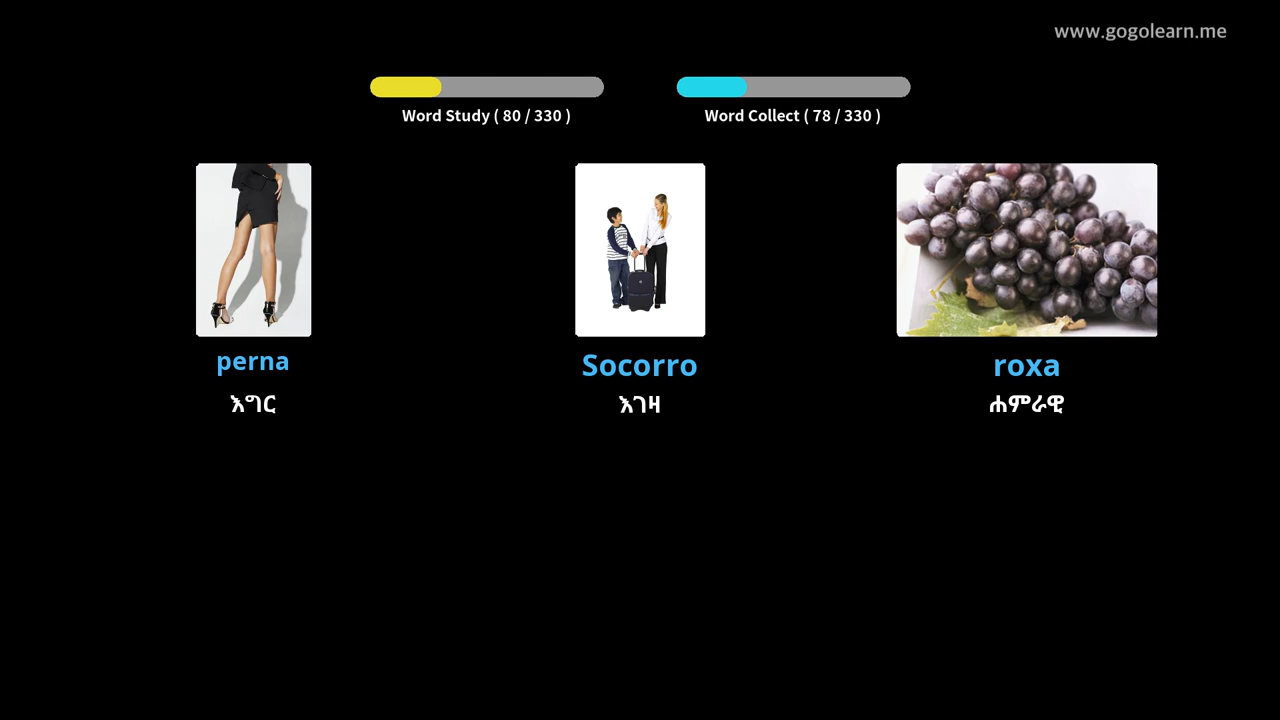 www.gogolearn.me
Word Study ( 80 / 330 )
Word Collect ( 78 / 330 )
perna
Socorro
roxa
እግር
እገዛ
ሐምራዊ